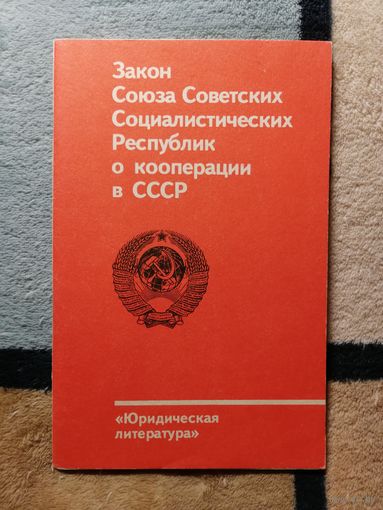 Закон
Союза Советских
Социалистических
Республик
о кооперации
в СССР
«Юридическая
литература»